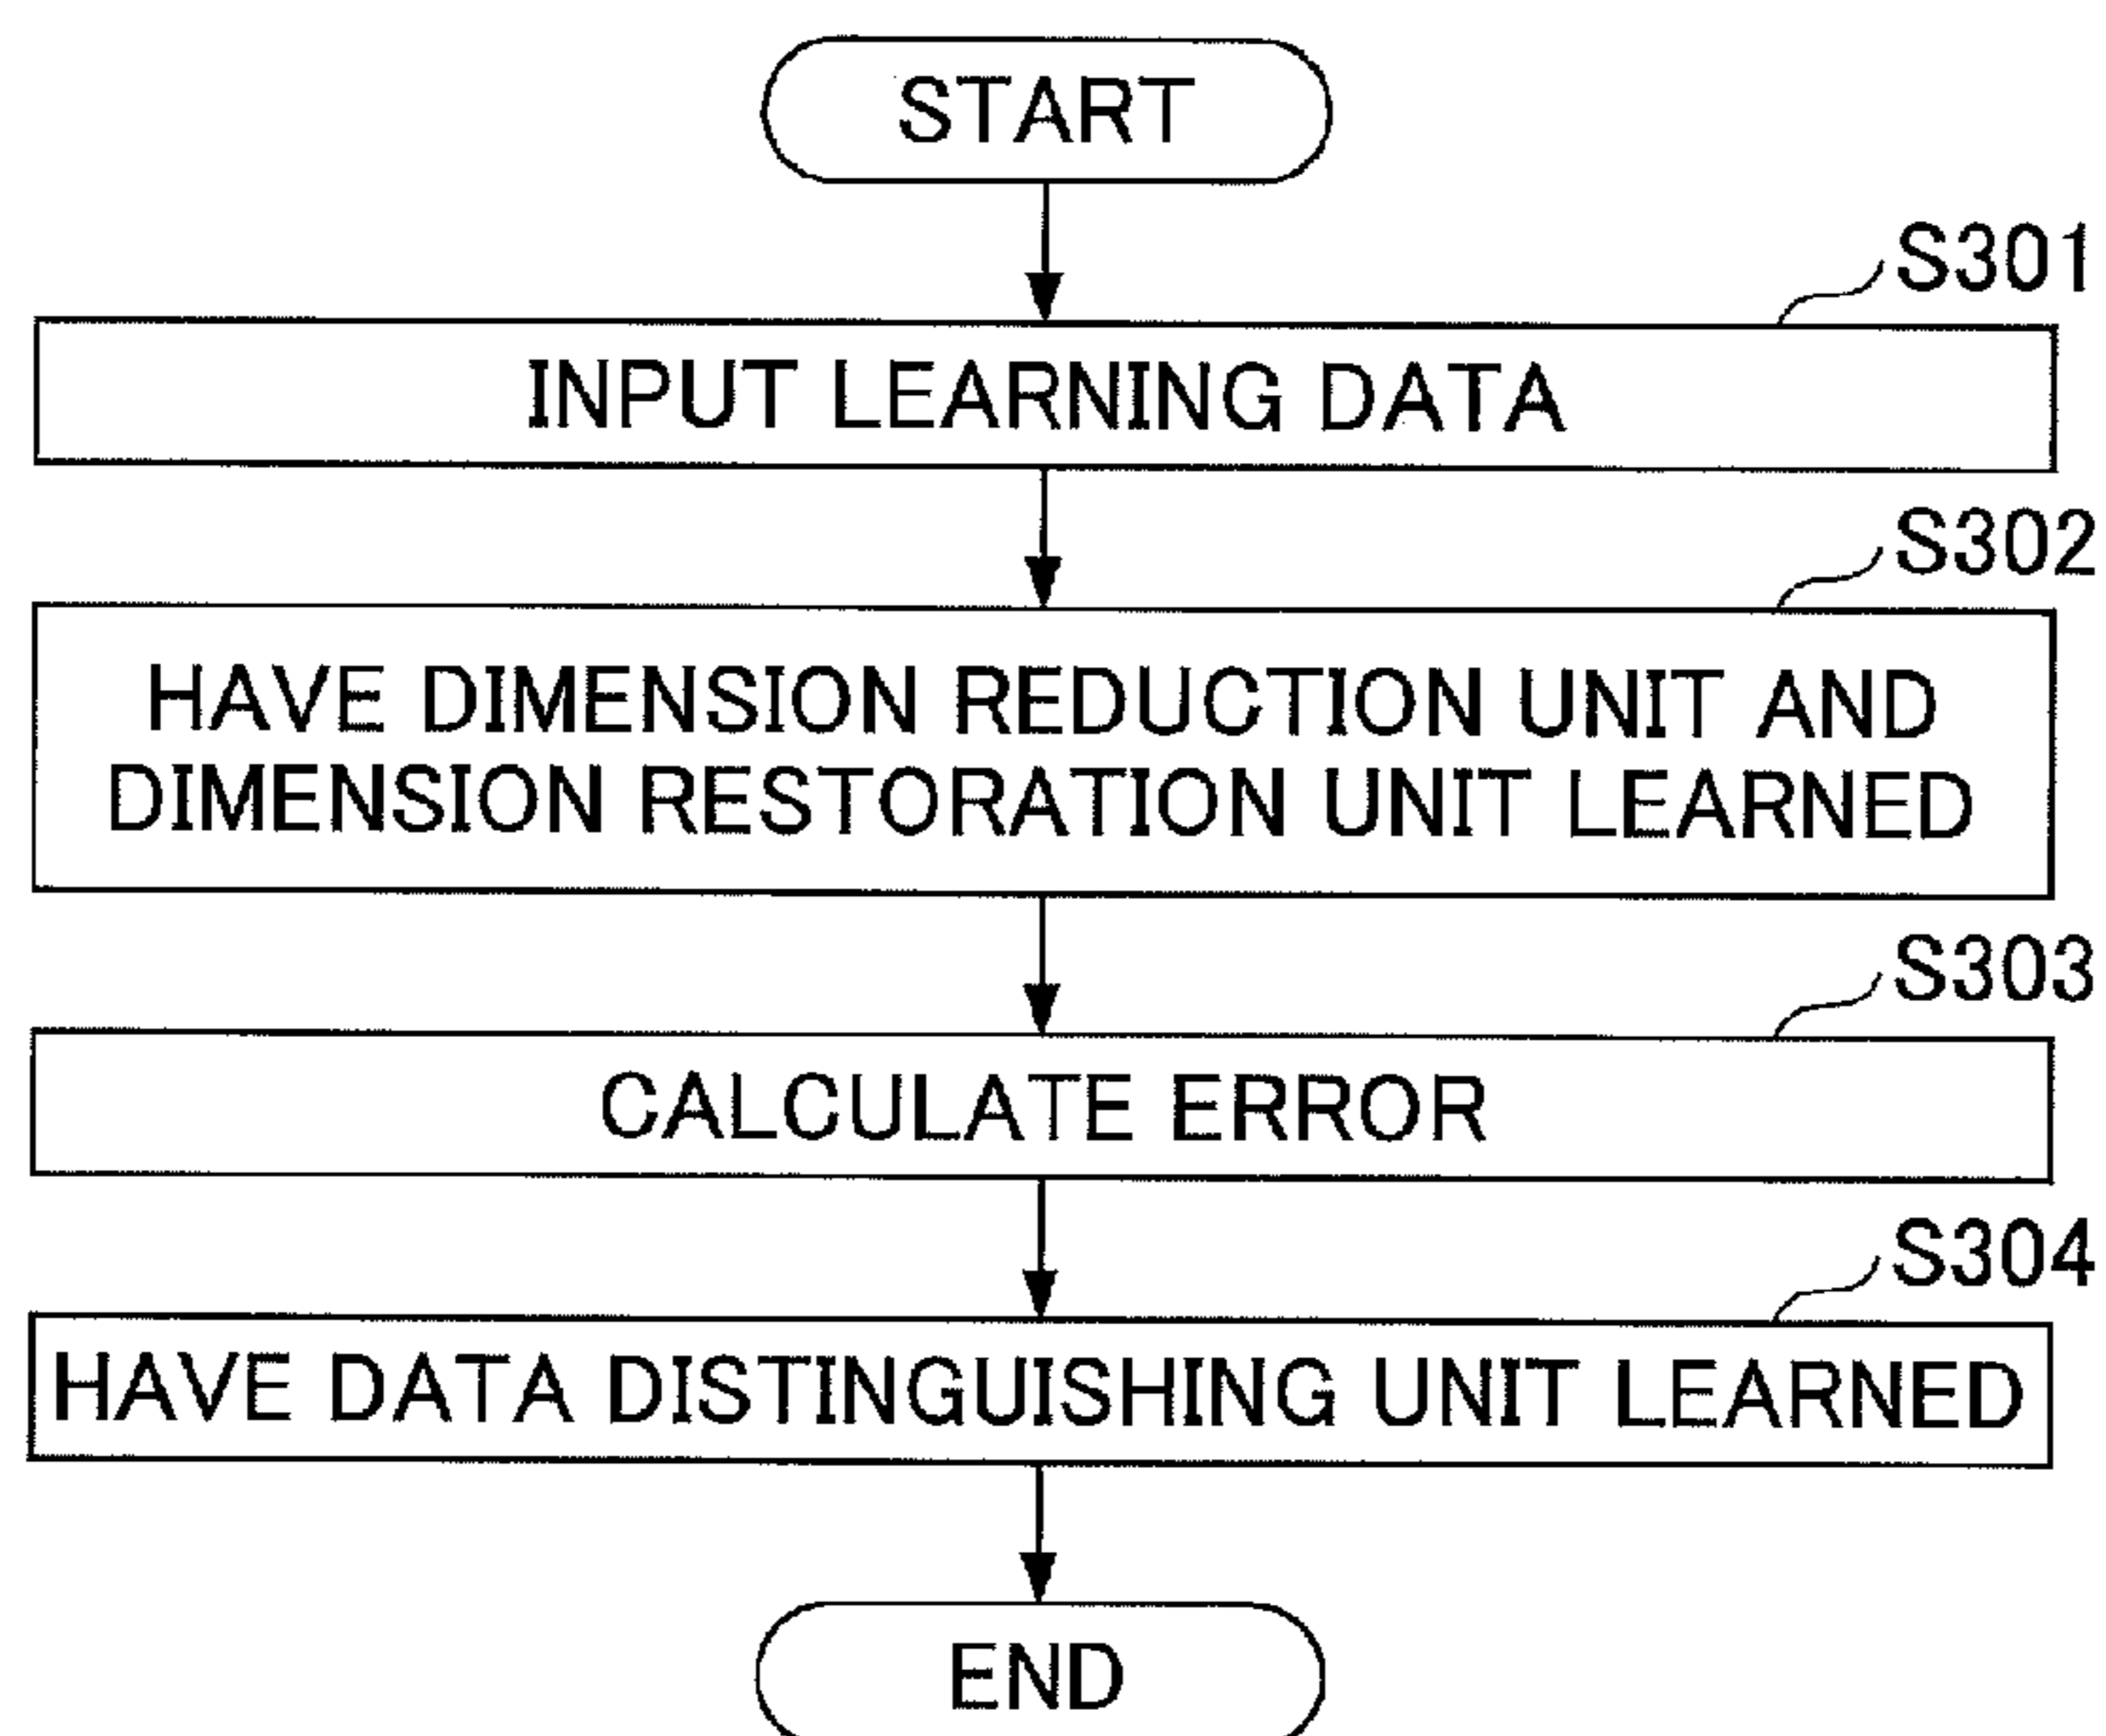 START
S301
INPUT LEARNING DATA
S302
HAVE DIMENSION REDUCTION UNIT AND
DIMENSION RESTORATION UNIT LEARNED
S303
CALCULATE ERROR
S304
HAVE DATA DISTINGUISHING UNIT LEARNED
END